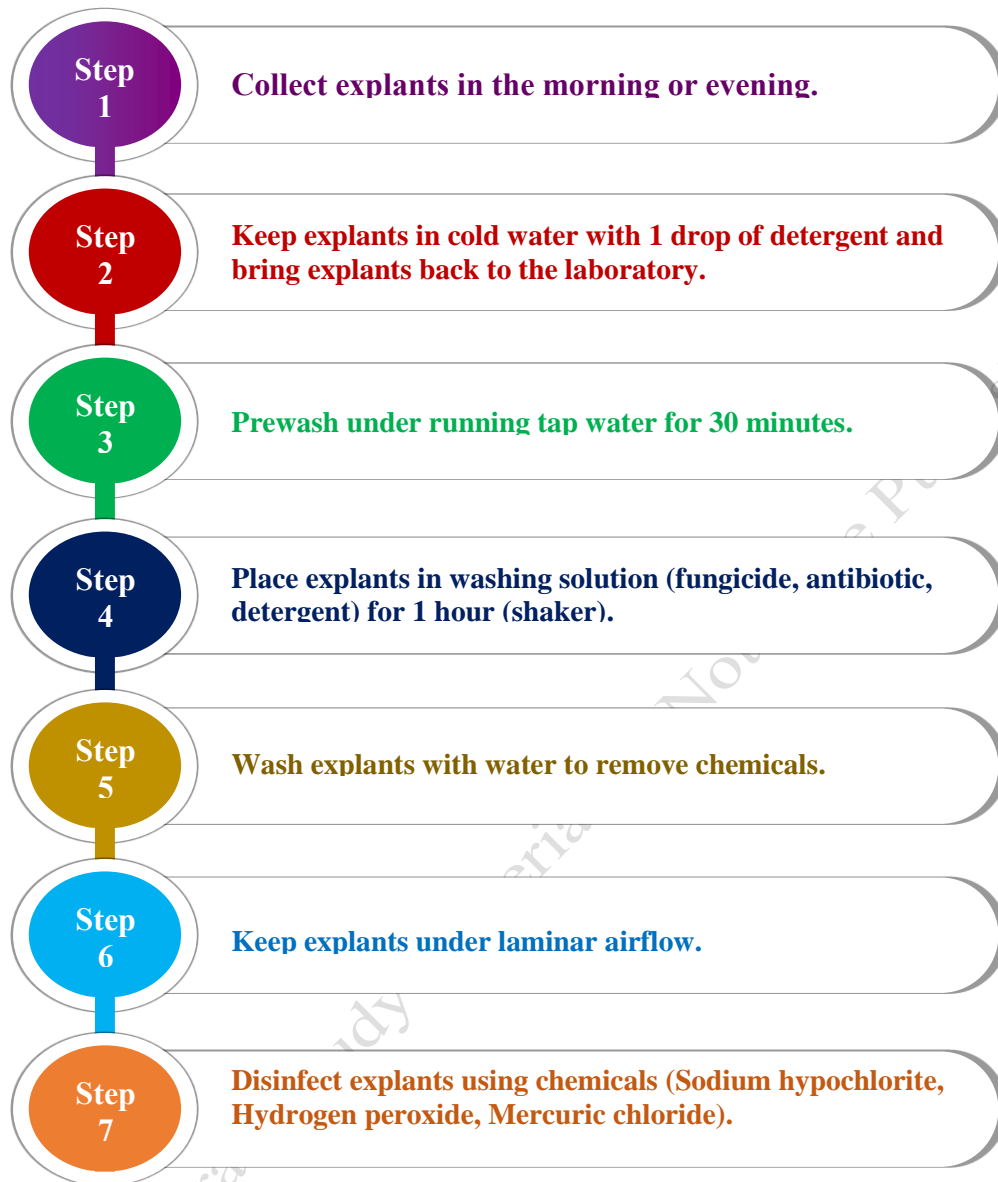 Step
1
Collect explants in the morning or evening.
Step
2
Keep explants in cold water with 1 drop of detergent and
bring explants back to the laboratory.
Step
3
Prewash under running tap water for 30 minutes.
Step
4
Place explants in washing solution (fungicide, antibiotic,
detergent) for 1 hour (shaker).
Step
5
Wash explants with water to remove chemicals.
Step
6
Keep explants under laminar airflow.
Step
7
Disinfect explants using chemicals (Sodium hypochlorite,
Hydrogen peroxide, Mercuric chloride).